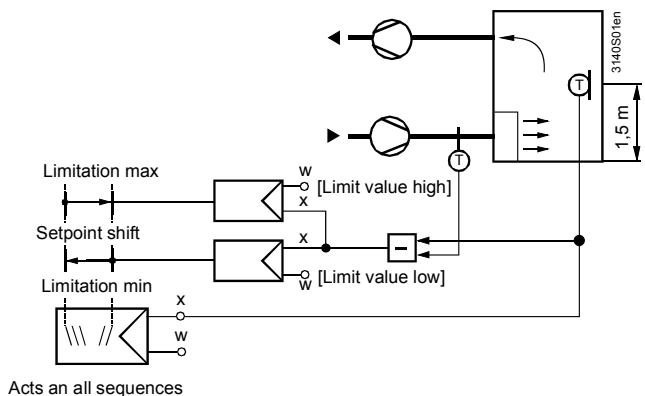 3140S01en
T
1,5 m
T
Limitation max
w
[Limit value high]
x
Setpoint shift
x
−
w
[Limit value low]
Limitation min
x
w
Acts an all sequences